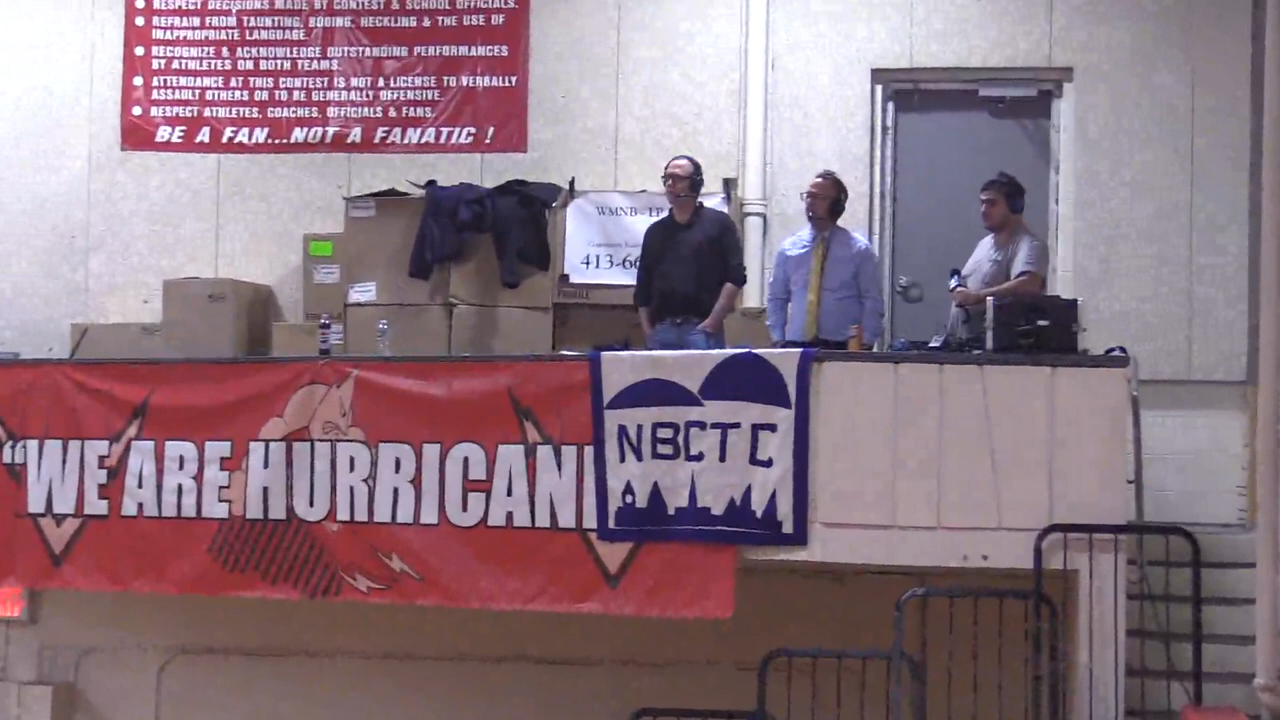 RESPECT DECISIONS MADE BY CONTEST & SCHOOL OFFICIALS.
REFRAIN FROM TAUNTING, BOOING, HECKLING & THE USE OF
INAPPROPRIATE LANGUAGE.
RECOGNIZE & ACKNOWLEDGE OUTSTANDING PERFORMANCES
BY ATHLETES ON BOTH TEAMS.
ATTENDANCE AT THIS CONTEST IS NOT A LICENSE TO VERBALLY
ASSAULT OTHERS OR TO BE GENERALLY OFFENSIVE.
RESPECT ATHLETES, COACHES, OFFICIALS & FANS.
BE A FAN...NOT A FANATIC !
WMNB - LP
413-66
"WE ARE HURRICAN
NBCTC